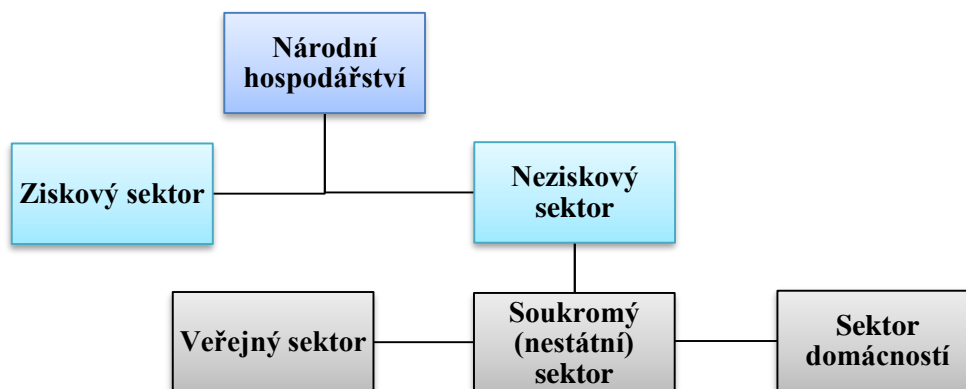 Národní
hospodářství
Ziskový sektor
Neziskový
sektor
Veřejný sektor
Soukromý
(nestátní)
sektor
Sektor
domácností